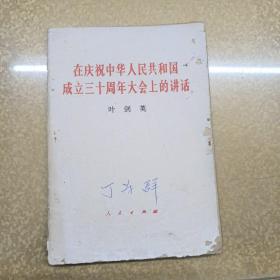 在庆祝中华人民共和国
成立三十周年大会上的讲话
叶剑英
人民出版社